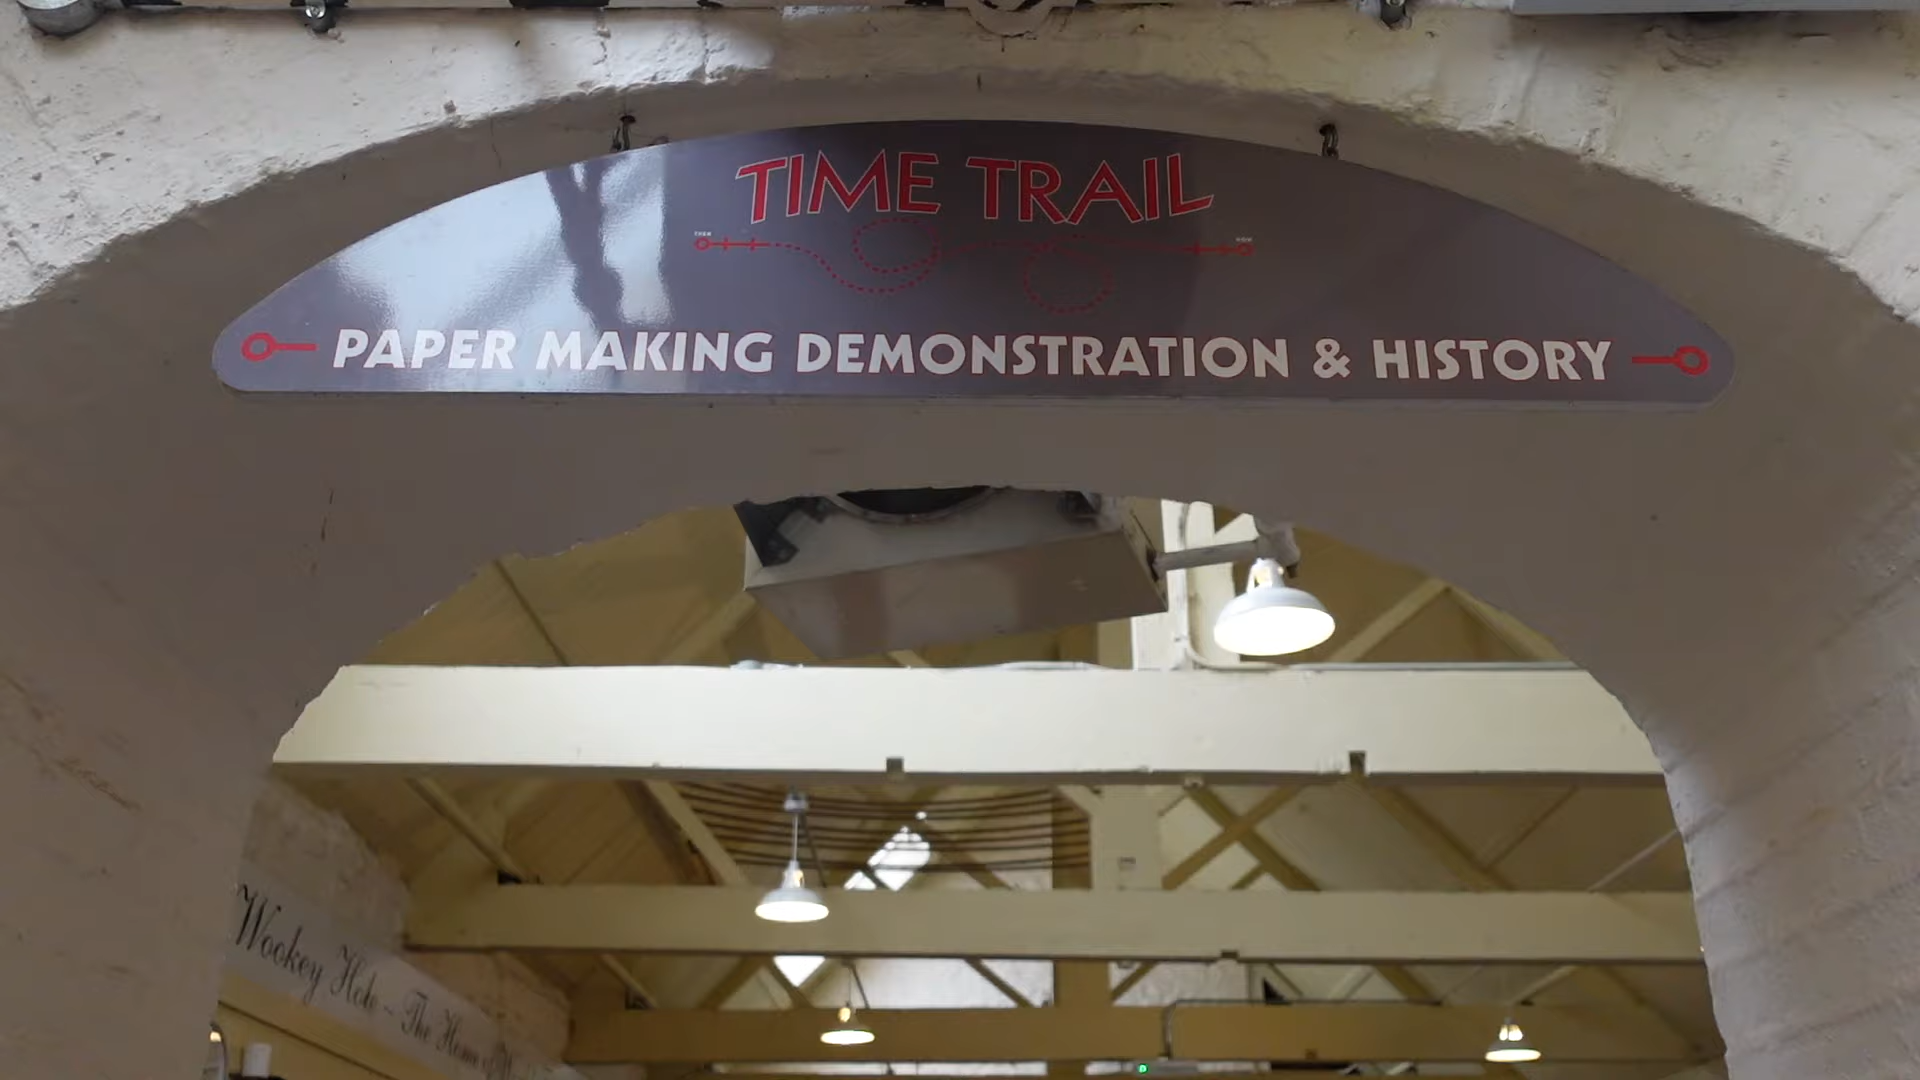 TIME TRAIL
THEN
NOW
PAPER MAKING DEMONSTRATION & HISTORY
Wookey Hole ~ The Home of